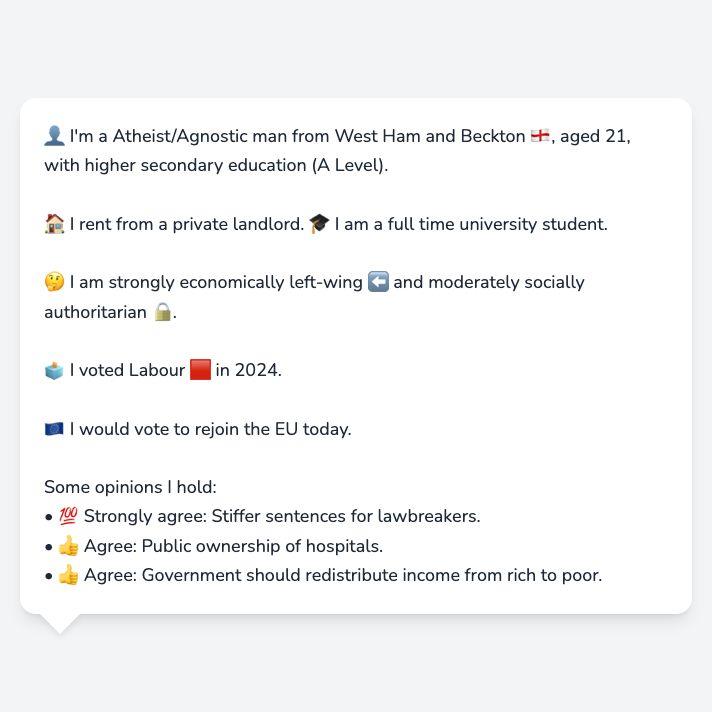 👤 I'm a Atheist/Agnostic man from West Ham and Beckton 🏴󠁧󠁢󠁥󠁮󠁧󠁿, aged 21,
with higher secondary education (A Level).
🏠 I rent from a private landlord. 🎓 I am a full time university student.
🤔 I am strongly economically left-wing ⬅️ and moderately socially
authoritarian 🔒.
🗳️ I voted Labour 🟥 in 2024.
🇪🇺 I would vote to rejoin the EU today.
Some opinions I hold:
• 💯 Strongly agree: Stiffer sentences for lawbreakers.
• 👍 Agree: Public ownership of hospitals.
• 👍 Agree: Government should redistribute income from rich to poor.